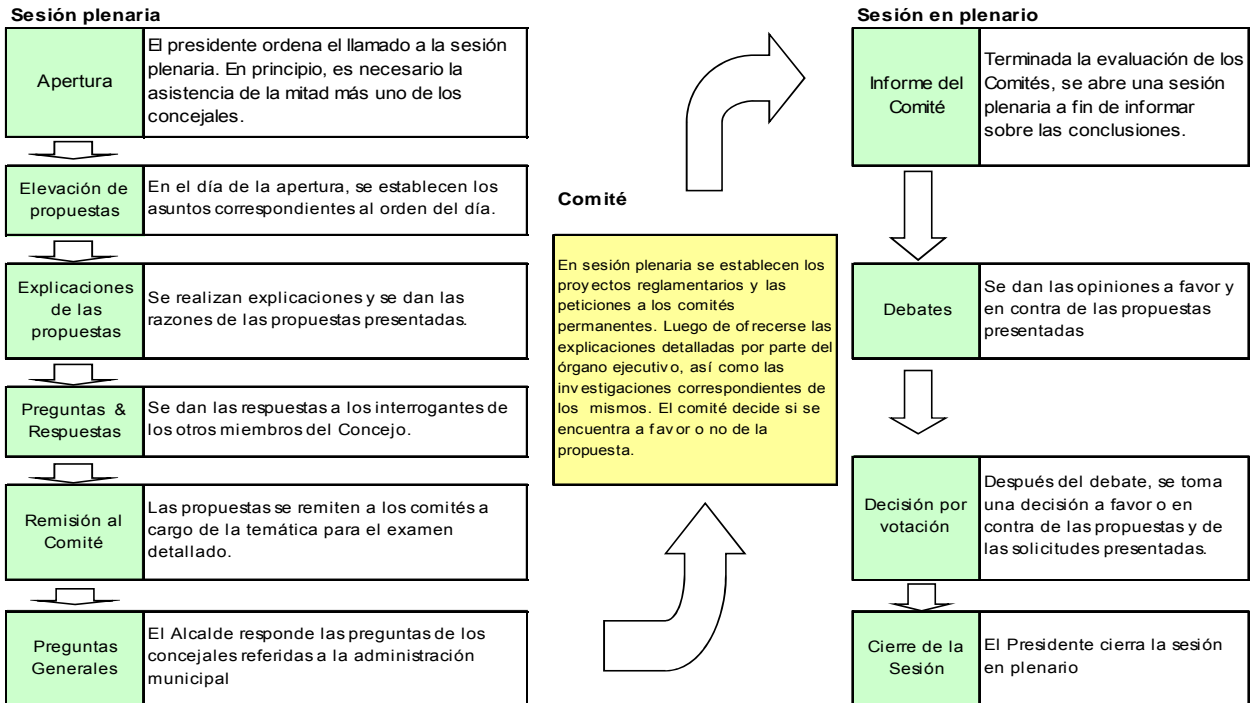 Sesión plenaria
Apertura
El presidente ordena el llamado a la sesión
plenaria. En principio, es necesario la
asistencia de la mitad más uno de los
concejales.
Elevación de
propuestas
En el día de la apertura, se establecen los
asuntos correspondientes al orden del día.
Explicaciones
de las
propuestas
Se realizan explicaciones y se dan las
razones de las propuestas presentadas.
Preguntas &
Respuestas
Se dan las respuestas a los interrogantes de
los otros miembros del Concejo.
Remisión al
Comité
Las propuestas se remiten a los comités a
cargo de la temática para el examen
detallado.
Preguntas
Generales
El Alcalde responde las preguntas de los
concejales referidas a la administración
municipal
Comité
En sesión plenaria se establecen los
proyectos reglamentarios y las
peticiones a los comités
permanentes. Luego de ofrecerse las
explicaciones detalladas por parte del
órgano ejecutivo, así como las
investigaciones correspondientes de
los mismos. El comité decide si se
encuentra a favor o no de la
propuesta.
Sesión en plenario
Informe del
Comité
Terminada la evaluación de los
Comités, se abre una sesión
plenaria a fin de informar
sobre las conclusiones.
Debates
Se dan las opiniones a favor y
en contra de las propuestas
presentadas
Decisión por
votación
Después del debate, se toma
una decisión a favor o en
contra de las propuestas y de
las solicitudes presentadas.
Cierre de la
Sesión
El Presidente cierra la sesión
en plenario